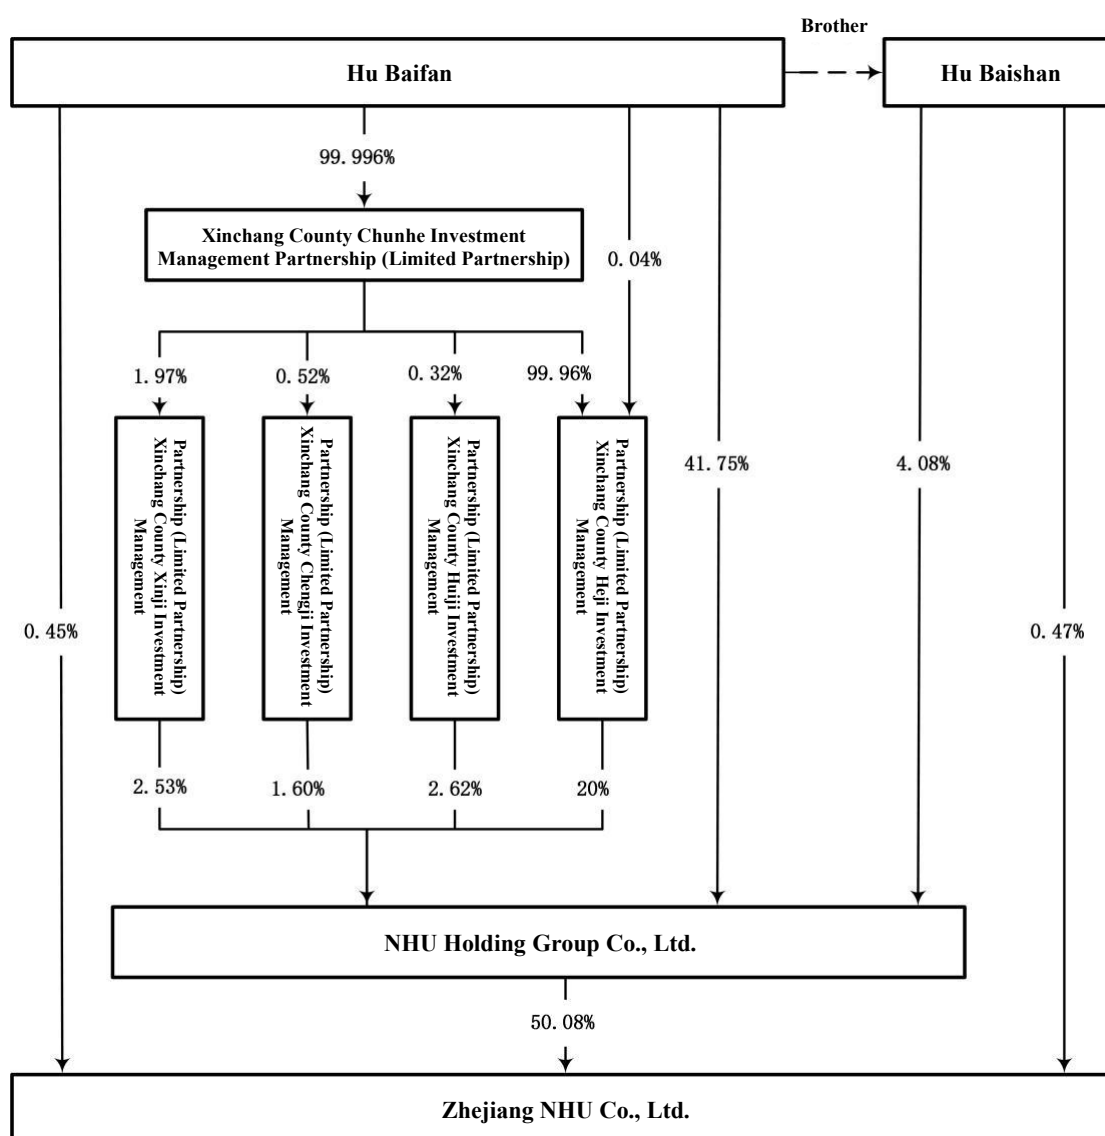 Brother
Hu Baifan
Hu Baishan
99.996%
Xinchang County Chunhe Investment
Management Partnership (Limited Partnership)
0.04%
1.97%
0.52%
0.32%
99.96%
Partnership (Limited Partnership)
Xinchang County Xinji Investment
Management
Partnership (Limited Partnership)
Xinchang County Chengji Investment
Management
Partnership (Limited Partnership)
Xinchang County Huiji Investment
Management
Partnership (Limited Partnership)
Xinchang County Heji Investment
Management
41.75%
4.08%
0.45%
0.47%
2.53%
1.60%
2.62%
20%
NHU Holding Group Co., Ltd.
50.08%
Zhejiang NHU Co., Ltd.